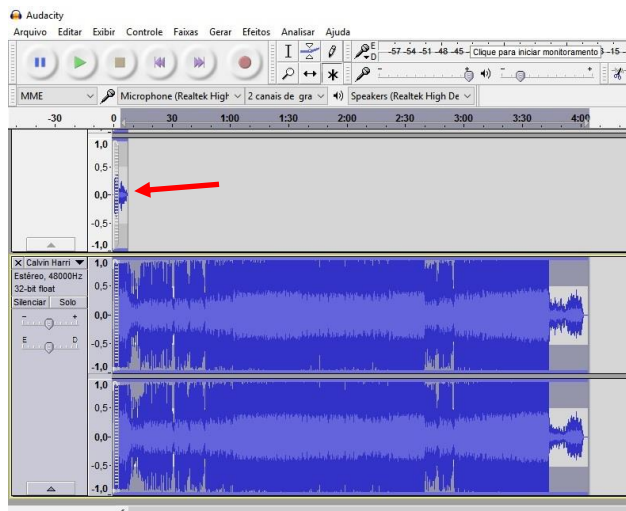 Audacity
Arquivo Editar Exibir Controle Faixas Gerar Efeitos Analisar Ajuda
E D -57 -54 -51 -48 -45 Clique para iniciar monitoramento -15
- + - +
MME Microphone (Realtek High 2 canais de gra Speakers (Realtek High De
-30 0 30 1:00 1:30 2:00 2:30 3:00 3:30 4:00
1,0
0,5
0,0
-0,5
-1,0
X Calvin Harri 1,0
Estéreo, 48000Hz
32-bit float 0,5
Silenciar Solo
- + 0,0
E D -0,5
-1,0
1,0
0,5
0,0
-0,5
-1,0